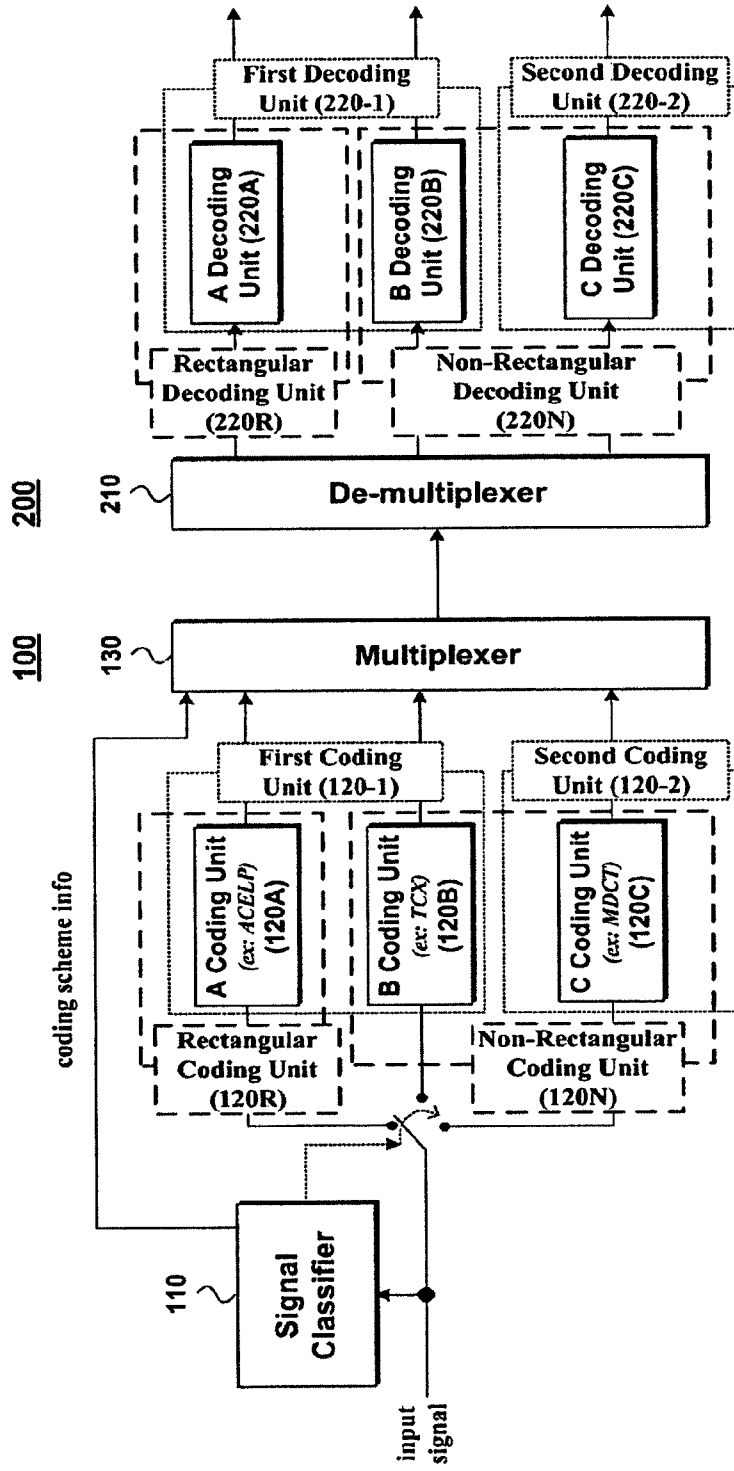 100
200
coding scheme info
110
Signal
Classifier
input
signal
Rectangular
Coding Unit
(120R)
A Coding Unit
(ex: ACELP)
(120A)
First Coding
Unit (120-1)
B Coding Unit
(ex: TCX)
(120B)
Non-Rectangular
Coding Unit
(120N)
C Coding Unit
(ex: MDCT)
(120C)
Second Coding
Unit (120-2)
130
Multiplexer
210
De-multiplexer
Rectangular
Decoding Unit
(220R)
A Decoding
Unit (220A)
First Decoding
Unit (220-1)
B Decoding
Unit (220B)
Non-Rectangular
Decoding Unit
(220N)
C Decoding
Unit (220C)
Second Decoding
Unit (220-2)